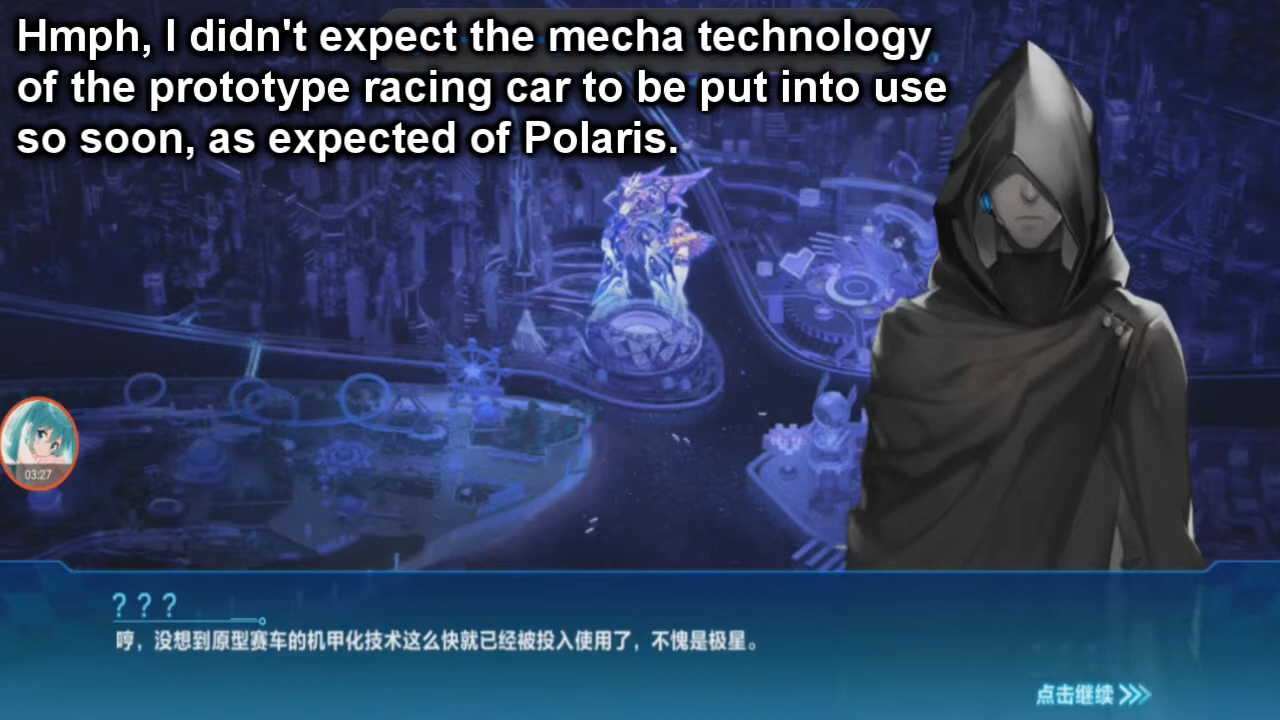 Hmph, I didn't expect the mecha technology
of the prototype racing car to be put into use
so soon, as expected of Polaris.
03:27
？？？
哼，没想到原型赛车的机甲化技术这么快就已经被投入使用了，不愧是极星。
点击继续